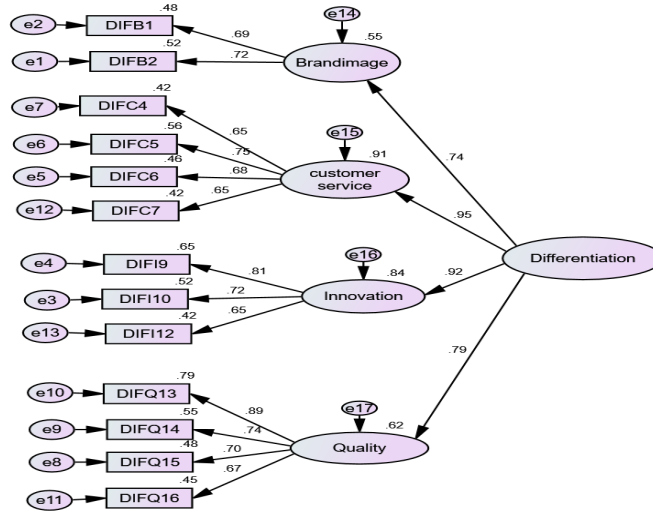 .48
e14
e2 DIFB1
.69
.55
.52
e1 DIFB2
.72
Brandimage
.42
e7 DIFC4
.65
.74
.56
e15
e6 DIFC5
.75
.91
.46
e5 DIFC6
.68
customer
service
.42
e12 DIFC7
.65
.95
.65
e16
Differentiation
e4 DIFI9
.81
.84
.92
.52
e3 DIFI10
.72
Innovation
.42
e13 DIFI12
.65
.79
.79
e10 DIFQ13
.89
e17
.55
e9 DIFQ14
.74
.62
.48
e8 DIFQ15
.70
Quality
.45
e11 DIFQ16
.67